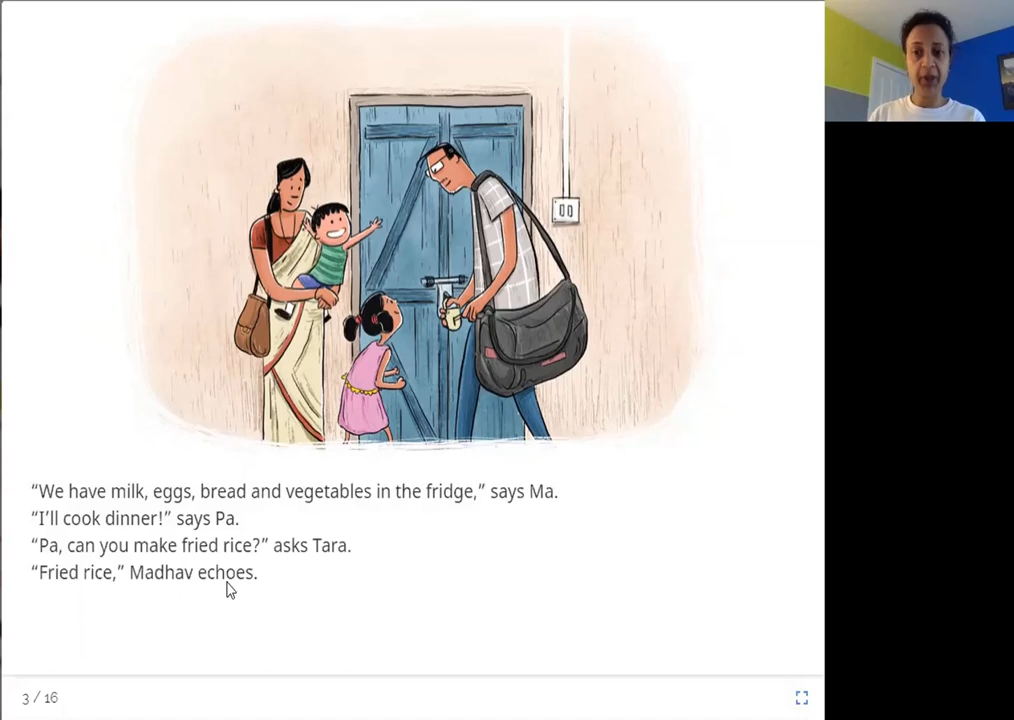 “We have milk, eggs, bread and vegetables in the fridge,” says Ma.
“I’ll cook dinner!” says Pa.
“Pa, can you make fried rice?” asks Tara.
“Fried rice,” Madhav echoes.
3 / 16